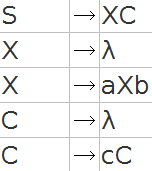 S → XC
X → λ
X → aXb
C → λ
C → cC